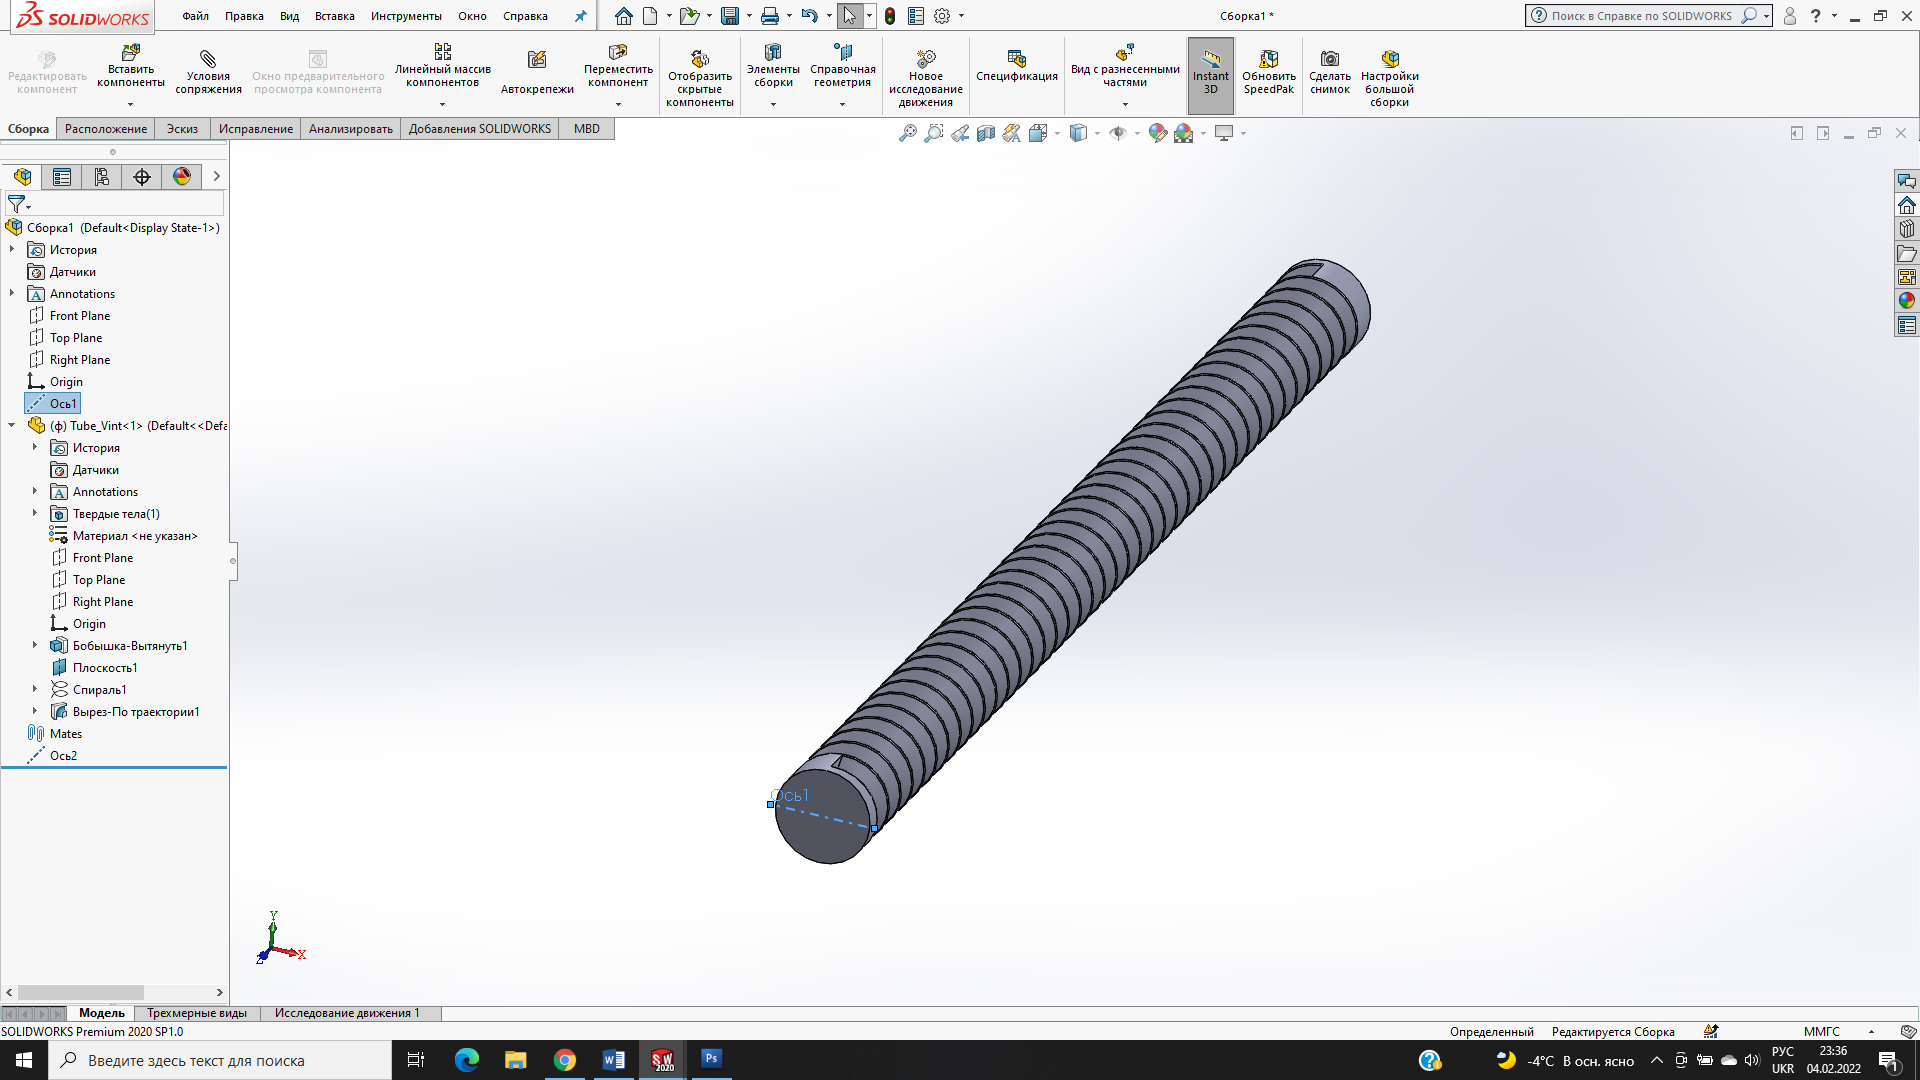 SOLIDWORKS
Файл Правка Вид Вставка Инструменты Окно Справка
Сборка1 *
Поиск в Справке по SOLIDWORKS
Редактировать компонент
Вставить компоненты
Условия сопряжения
Окно предварительного просмотра компонента
Линейный массив компонентов
Автокрепежи
Переместить компонент
Отобразить скрытые компоненты
Элементы сборки
Справочная геометрия
Новое исследование движения
Спецификация
Вид с разнесенными частями
Instant 3D
Обновить SpeedPak
Сделать снимок
Настройки большой сборки
Сборка Расположение Эскиз Исправление Анализировать Добавления SOLIDWORKS MBD
Сборка1 (Default<Display State-1>)
История
Датчики
Annotations
Front Plane
Top Plane
Right Plane
Origin
Ось1
(ф) Tube_Vint<1> (Default<<Defa
История
Датчики
Annotations
Твердые тела(1)
Материал <не указан>
Front Plane
Top Plane
Right Plane
Origin
Бобышка-Вытянуть1
Плоскость1
Спираль1
Вырез-По траектории1
Mates
Ось2
Ось1
Y
X
Z
Модель Трехмерные виды Исследование движения 1
SOLIDWORKS Premium 2020 SP1.0
Определенный Редактируется Сборка ММГС
Введите здесь текст для поиска
SW 2020
Ps
-4°C В осн. ясно
РУС
UKR
23:36
04.02.2022
1